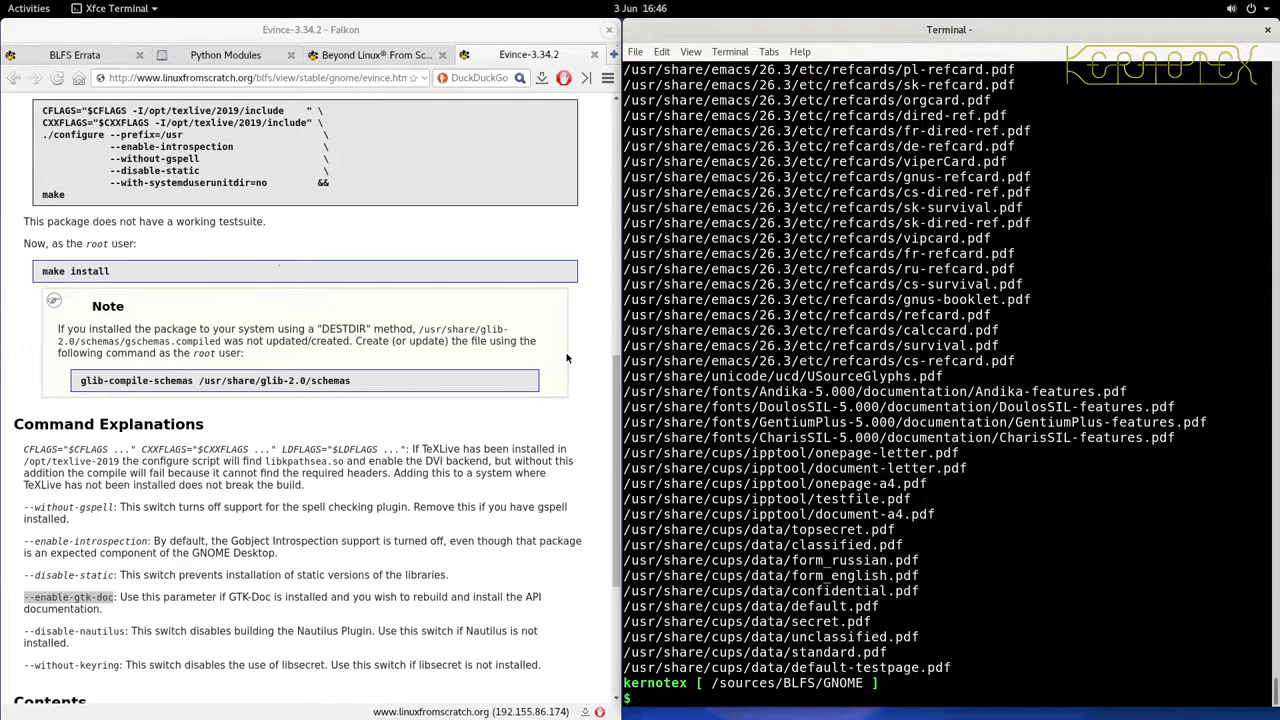 Activities
Xfce Terminal
3 Jun 16:46
Evince-3.34.2 - Falkon
BLFS Errata
Python Modules
Beyond Linux® From Sc...
Evince-3.34.2
http://www.linuxfromscratch.org/blfs/view/stable/gnome/evince.htm
DuckDuckGo
CFLAGS="$CFLAGS -I/opt/texlive/2019/include " \
CXXFLAGS="$CXXFLAGS -I/opt/texlive/2019/include" \
./configure --prefix=/usr \
--enable-introspection \
--without-gspell \
--disable-static \
--with-systemduserunitdir=no &&
make
This package does not have a working testsuite.
Now, as the root user:
make install
Note
If you installed the package to your system using a "DESTDIR" method, /usr/share/glib-
2.0/schemas/gschemas.compiled was not updated/created. Create (or update) the file using the
following command as the root user:
glib-compile-schemas /usr/share/glib-2.0/schemas
Command Explanations
CFLAGS="$CFLAGS ..." CXXFLAGS="$CXXFLAGS ..." LDFLAGS="$LDFLAGS ...": If TeXLive has been installed in
/opt/texlive-2019 the configure script will find libkpathsea.so and enable the DVI backend, but without this
addition the compile will fail because it cannot find the required headers. Adding this to a system where
TeXLive has not been installed does not break the build.
--without-gspell: This switch turns off support for the spell checking plugin. Remove this if you have gspell
installed.
--enable-introspection: By default, the Gobject Introspection support is turned off, even though that package
is an expected component of the GNOME Desktop.
--disable-static: This switch prevents installation of static versions of the libraries.
--enable-gtk-doc: Use this parameter if GTK-Doc is installed and you wish to rebuild and install the API
documentation.
--disable-nautilus: This switch disables building the Nautilus Plugin. Use this switch if Nautilus is not
installed.
--without-keyring: This switch disables the use of libsecret. Use this switch if libsecret is not installed.
Contents
www.linuxfromscratch.org (192.155.86.174)
Terminal -
File Edit View Terminal Tabs Help
KERNOTEX
/usr/share/emacs/26.3/etc/refcards/pl-refcard.pdf
/usr/share/emacs/26.3/etc/refcards/sk-refcard.pdf
/usr/share/emacs/26.3/etc/refcards/orgcard.pdf
/usr/share/emacs/26.3/etc/refcards/dired-ref.pdf
/usr/share/emacs/26.3/etc/refcards/fr-dired-ref.pdf
/usr/share/emacs/26.3/etc/refcards/de-refcard.pdf
/usr/share/emacs/26.3/etc/refcards/viperCard.pdf
/usr/share/emacs/26.3/etc/refcards/gnus-refcard.pdf
/usr/share/emacs/26.3/etc/refcards/cs-dired-ref.pdf
/usr/share/emacs/26.3/etc/refcards/sk-survival.pdf
/usr/share/emacs/26.3/etc/refcards/sk-dired-ref.pdf
/usr/share/emacs/26.3/etc/refcards/vipcard.pdf
/usr/share/emacs/26.3/etc/refcards/fr-refcard.pdf
/usr/share/emacs/26.3/etc/refcards/ru-refcard.pdf
/usr/share/emacs/26.3/etc/refcards/cs-survival.pdf
/usr/share/emacs/26.3/etc/refcards/gnus-booklet.pdf
/usr/share/emacs/26.3/etc/refcards/refcard.pdf
/usr/share/emacs/26.3/etc/refcards/calccard.pdf
/usr/share/emacs/26.3/etc/refcards/survival.pdf
/usr/share/emacs/26.3/etc/refcards/cs-refcard.pdf
/usr/share/unicode/ucd/USourceGlyphs.pdf
/usr/share/fonts/Andika-5.000/documentation/Andika-features.pdf
/usr/share/fonts/DoulosSIL-5.000/documentation/DoulosSIL-features.pdf
/usr/share/fonts/GentiumPlus-5.000/documentation/GentiumPlus-features.pdf
/usr/share/fonts/CharisSIL-5.000/documentation/CharisSIL-features.pdf
/usr/share/cups/ipptool/onepage-letter.pdf
/usr/share/cups/ipptool/document-letter.pdf
/usr/share/cups/ipptool/onepage-a4.pdf
/usr/share/cups/ipptool/testfile.pdf
/usr/share/cups/ipptool/document-a4.pdf
/usr/share/cups/data/topsecret.pdf
/usr/share/cups/data/classified.pdf
/usr/share/cups/data/form_russian.pdf
/usr/share/cups/data/form_english.pdf
/usr/share/cups/data/confidential.pdf
/usr/share/cups/data/default.pdf
/usr/share/cups/data/secret.pdf
/usr/share/cups/data/unclassified.pdf
/usr/share/cups/data/standard.pdf
/usr/share/cups/data/default-testpage.pdf
kernotex [ /sources/BLFS/GNOME ]
$